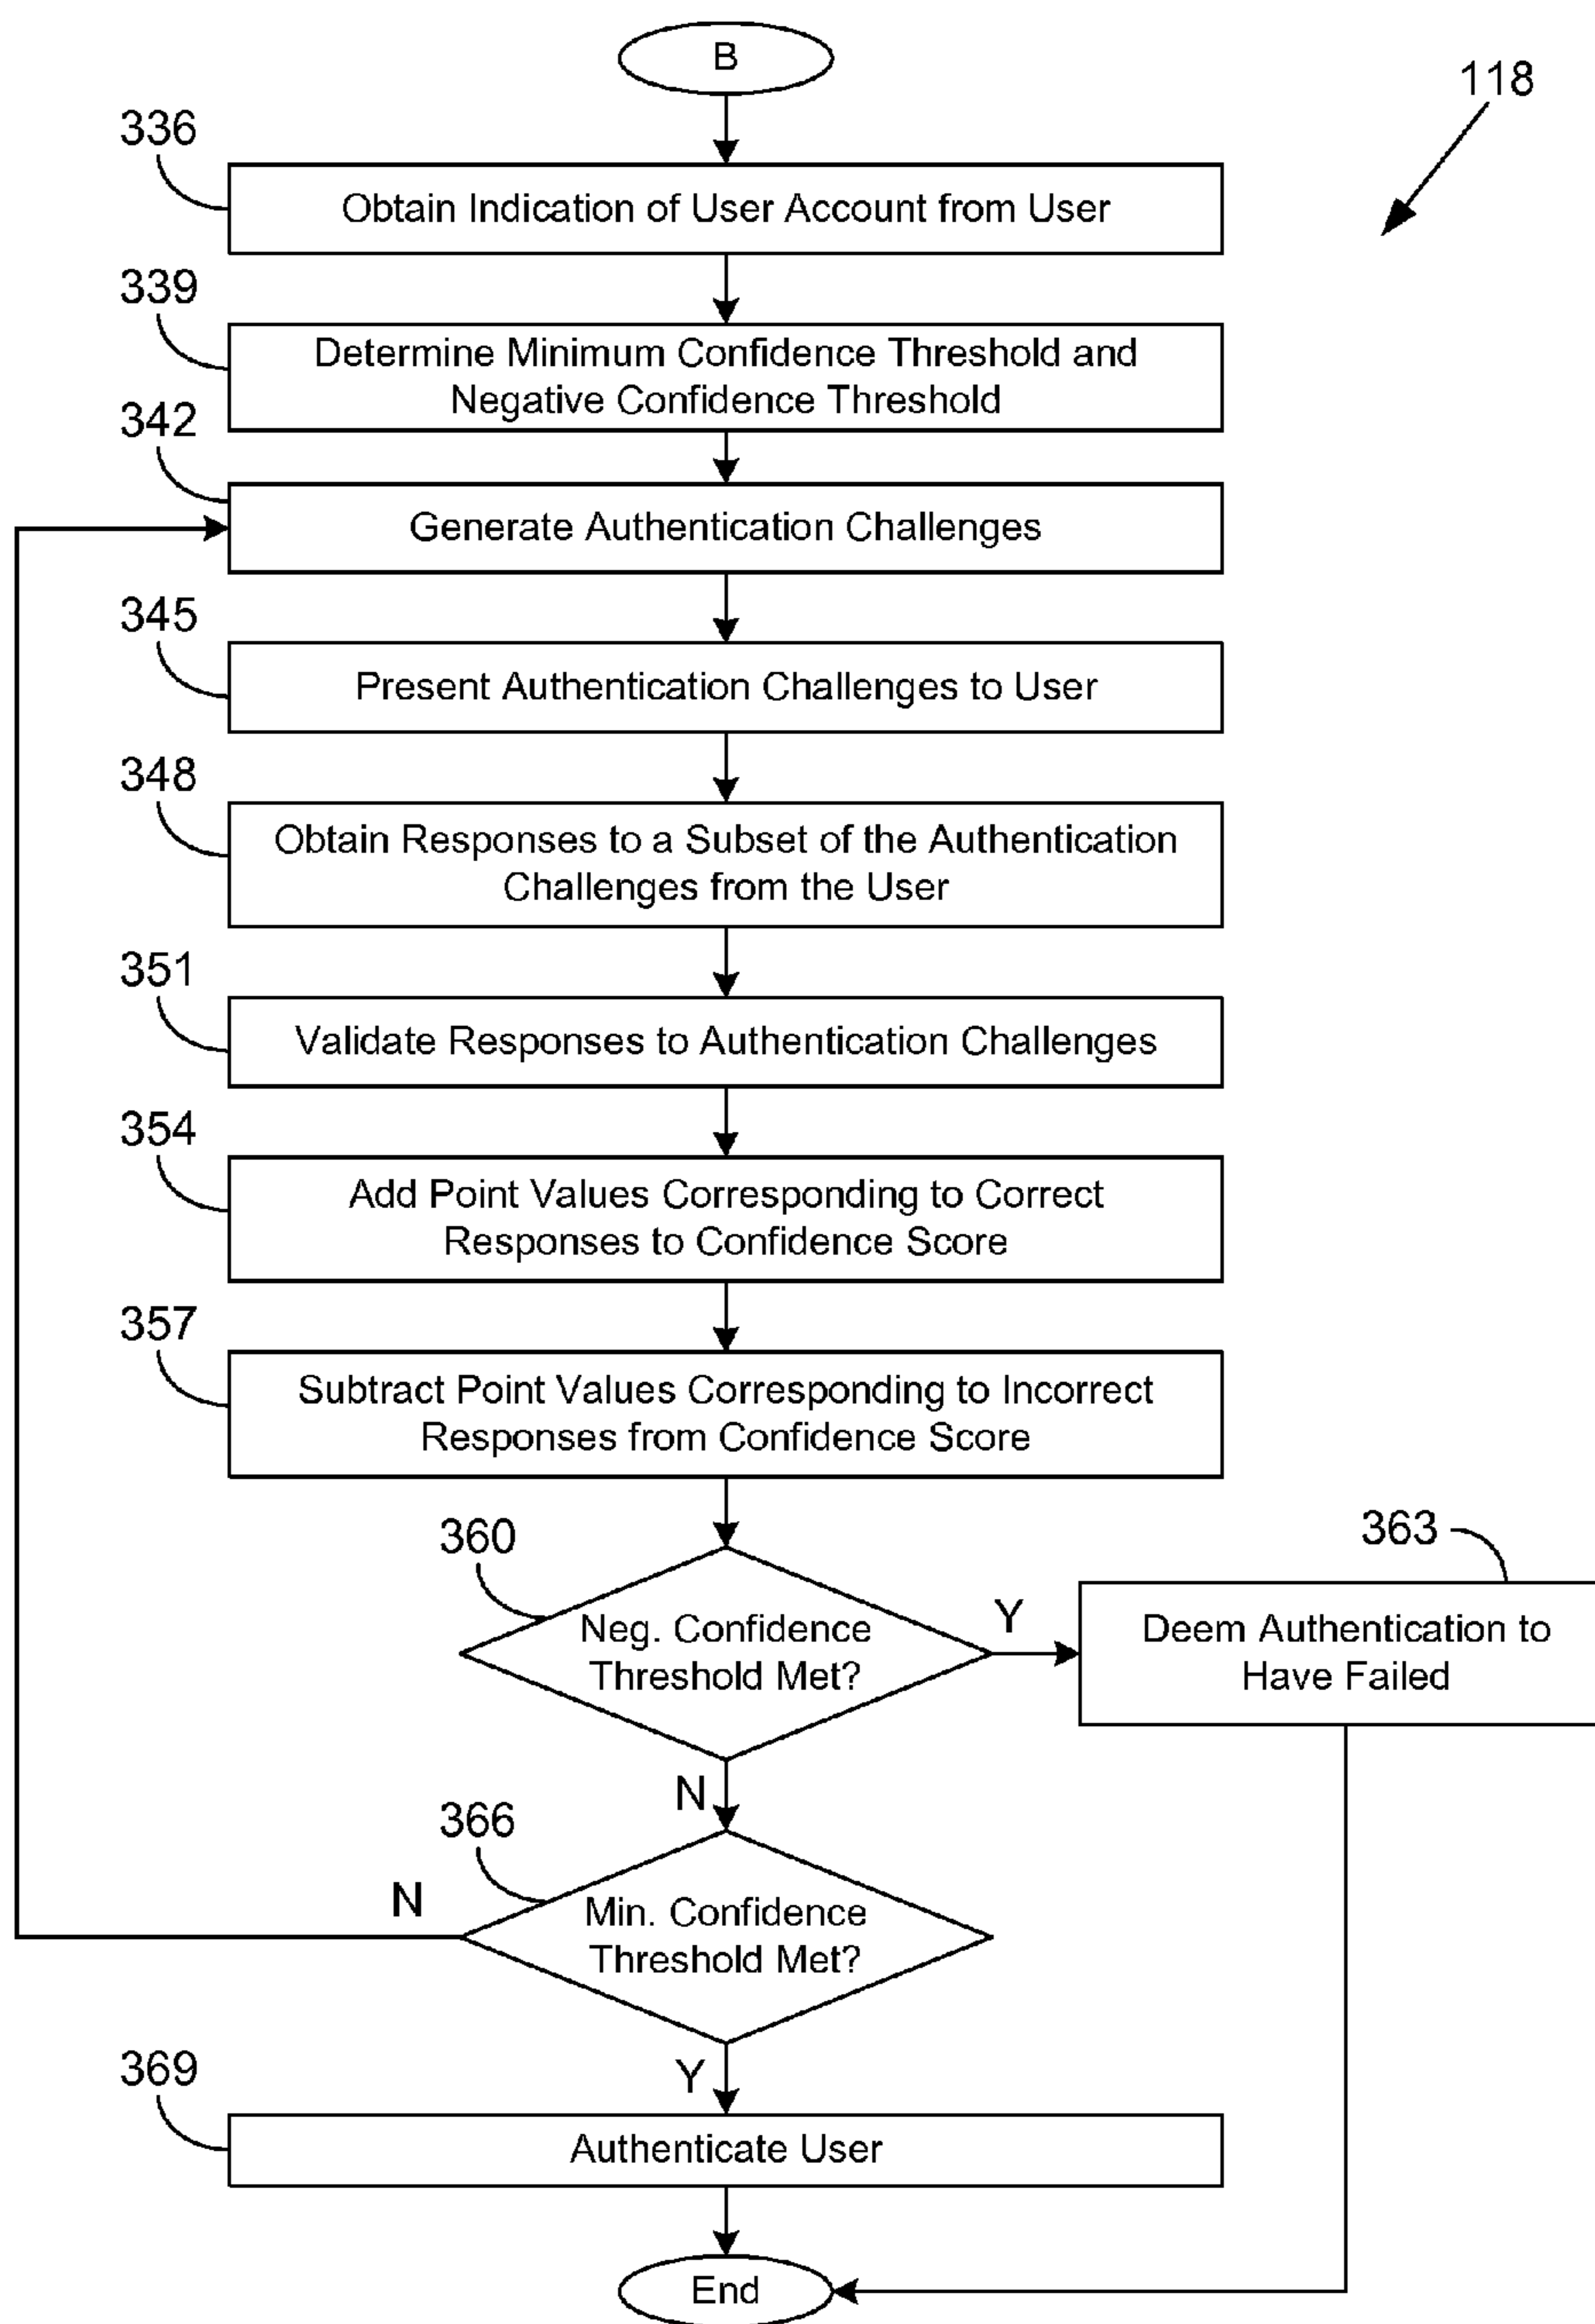 B
118
336
Obtain Indication of User Account from User
339
Determine Minimum Confidence Threshold and
Negative Confidence Threshold
342
Generate Authentication Challenges
345
Present Authentication Challenges to User
348
Obtain Responses to a Subset of the Authentication
Challenges from the User
351
Validate Responses to Authentication Challenges
354
Add Point Values Corresponding to Correct
Responses to Confidence Score
357
Subtract Point Values Corresponding to Incorrect
Responses from Confidence Score
360
Neg. Confidence
Threshold Met?
Y
363
Deem Authentication to
Have Failed
N
366
Min. Confidence
Threshold Met?
N
Y
369
Authenticate User
End